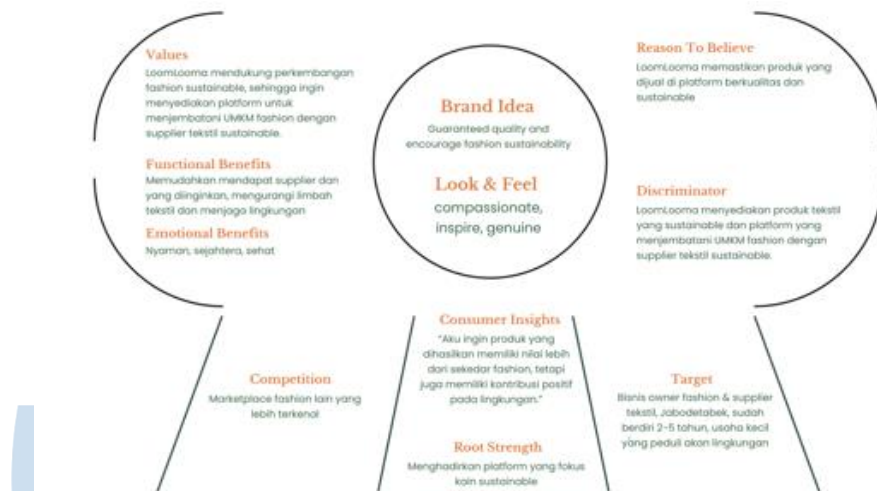 Values
LoomLooma mendukung perkembangan
fashion sustainable, sehingga ingin
menyediakan platform untuk
menjembatani UMKM fashion dengan
supplier tekstil sustainable.
Functional Benefits
Memudahkan mendapat supplier dan
yang diinginkan, mengurangi limbah
tekstil dan menjaga lingkungan
Emotional Benefits
Nyaman, sejahtera, sehat
Brand Idea
Guaranteed quality and
encourage fashion sustainability
Look & Feel
compassionate,
inspire, genuine
Reason To Believe
LoomLooma memastikan produk yang
dijual di platform berkualitas dan
sustainable
Discriminator
LoomLooma menyediakan produk tekstil
yang sustainable dan platform yang
menjembatani UMKM fashion dengan
supplier tekstil sustainable.
Competition
Marketplace fashion lain yang
lebih terkenal
Consumer Insights
"Aku ingin produk yang
dihasilkan memiliki nilai lebih
dari sekedar fashion, tetapi
juga memiliki kontribusi positif
pada lingkungan."
Root Strength
Menghadirkan platform yang fokus
kain sustainable
Target
Bisnis owner fashion & supplier
tekstil, Jabodetabek, sudah
berdiri 2-5 tahun, usaha kecil
yang peduli akan lingkungan